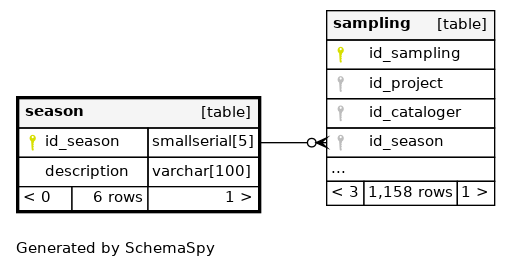 sampling [table]
id_sampling
id_project
id_cataloger
id_season
...
< 3 1,158 rows 1 >
season [table]
id_season smallserial[5]
description varchar[100]
< 0 6 rows 1 >
Generated by SchemaSpy